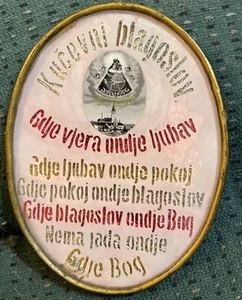 Kućevni blagoslov
Gdje vjera ondje ljubav
Gdje ljubav ondje pokoj
Gdje pokoj ondje blagoslov
Gdje blagoslov ondje Bog
Nema jada ondje
Gdje Bog